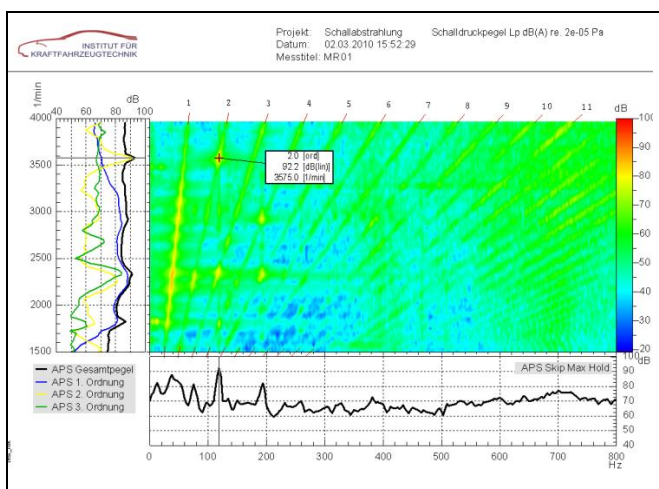 INSTITUT FÜR
KRAFTFAHRZEUGTECHNIK
Projekt: Schallabstrahlung
Schalldruckpegel Lp dB(A) re. 2e-05 Pa
Datum: 02.03.2010 15:52:29
Messtitel: MR01
1/min
dB
40 60 80 100
4000
3500
3000
2500
2000
1500
1 2 3 4 5 6 7 8 9 10 11
2.0 [ord]
92.2 [dB(lin)]
3575.0 [1/min]
dB
100
90
80
70
60
50
40
30
20
APS Gesamtpegel
APS 1. Ordnung
APS 2. Ordnung
APS 3. Ordnung
APS Skip Max Hold
dB
100
90
80
70
60
50
40
0 100 200 300 400 500 600 700 800
Hz